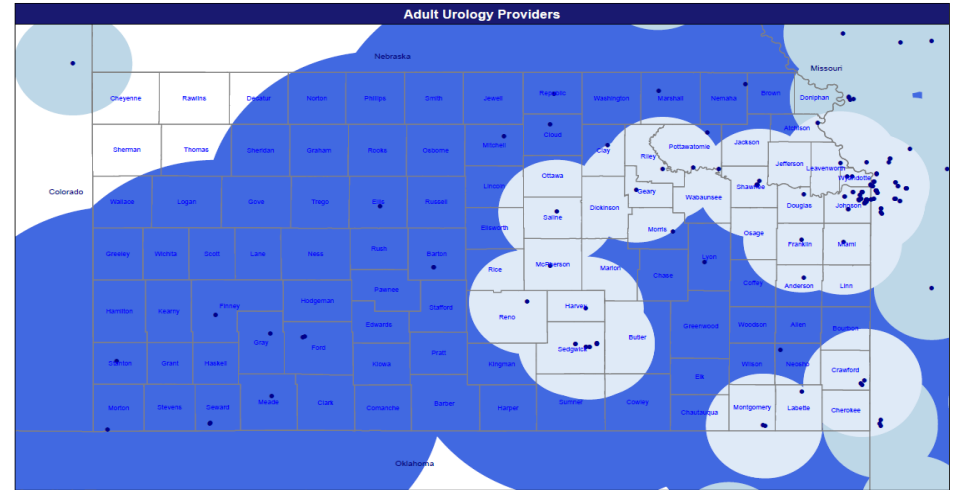 Adult Urology Providers
Nebraska
Missouri
Cheyenne Rawlins Decatur Norton Phillips Smith Jewell Republic Washington Marshall Nemaha Brown Doniphan
Atchison
Sherman Thomas Sheridan Graham Rooks Osborne Mitchell Cloud Clay Riley Pottawatomie Jackson Jefferson Leavenworth
Wyandotte
Colorado
Wallace Logan Gove Trego Ellis Russell Lincoln Ottawa Saline Dickinson Geary Wabaunsee Shawnee Douglas Johnson
Ellsworth Morris Osage Franklin Miami
Greeley Wichita Scott Lane Ness Rush Barton Rice McPherson Marion Chase Lyon Coffey Anderson Linn
Pawnee
Hamilton Kearny Finney Hodgeman Stafford Reno Harvey
Edwards Butler Greenwood Woodson Allen Bourbon
Gray Ford
Stanton Grant Haskell Kiowa Pratt Kingman Sedgwick Elk Wilson Neosho Crawford
Morton Stevens Seward Meade Clark Comanche Barber Harper Sumner Cowley Chautauqua Montgomery Labette Cherokee
Oklahoma